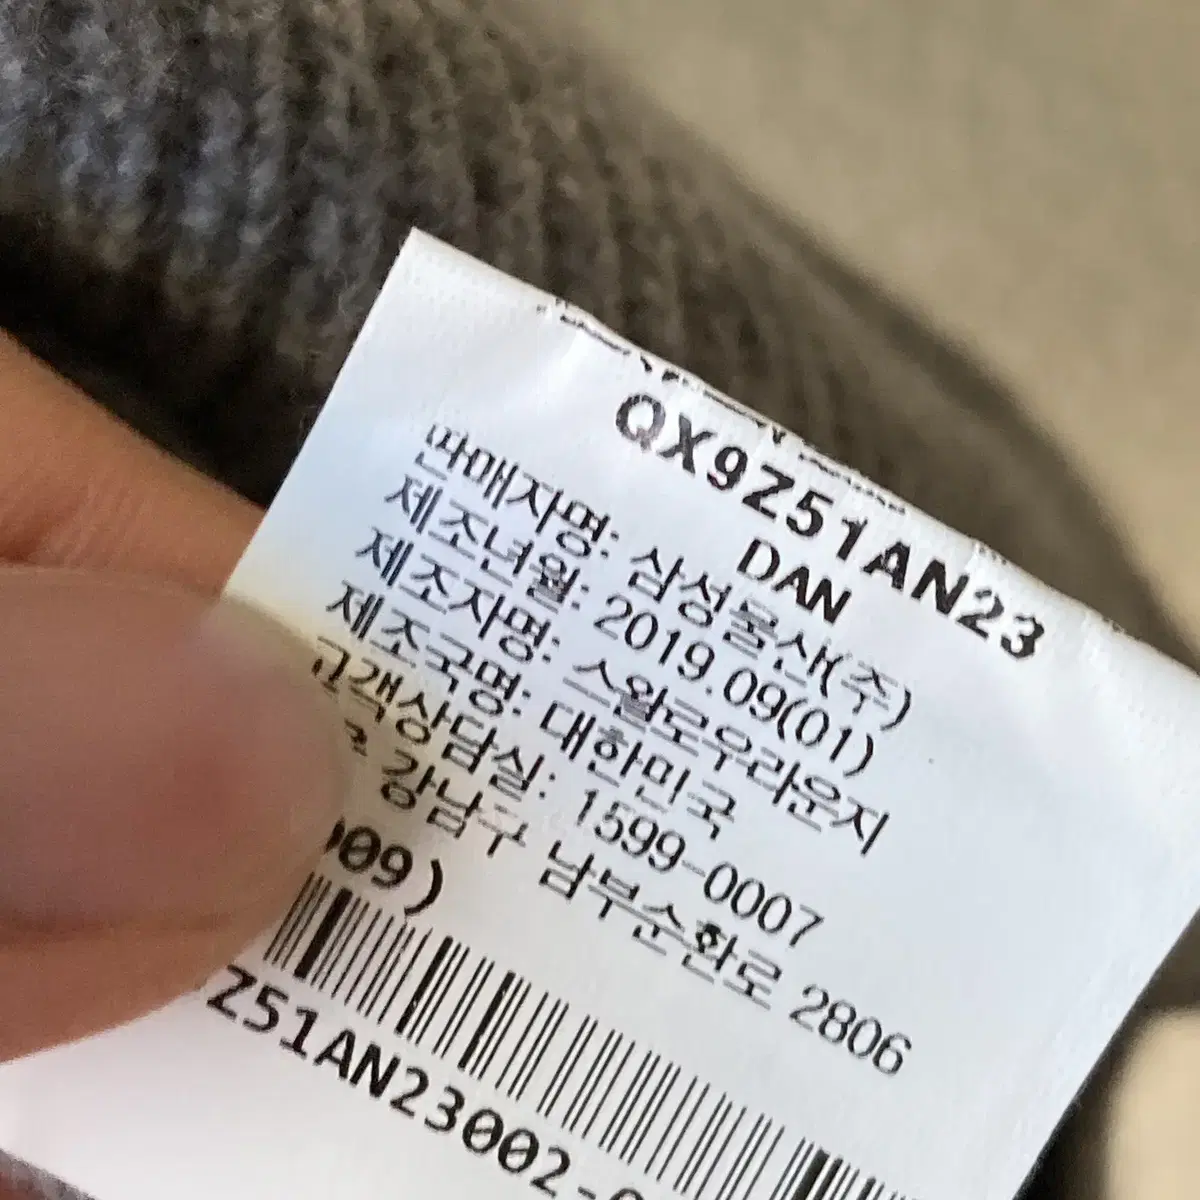 QX9Z51AN23
DAN
판매자명: 삼성물산(주)
제조년월: 2019.09(01)
제조자명: 스왈로우라운지
제조국명: 대한민국
고객상담실: 1599-0007
강남구 남부순환로 2806
009)
Z51AN23002-